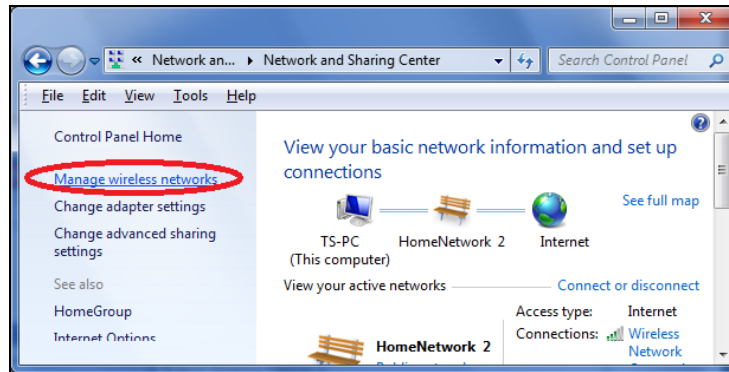 « Network an... ▸ Network and Sharing Center
Search Control Panel
File Edit View Tools Help
Control Panel Home
Manage wireless networks
Change adapter settings
Change advanced sharing
settings
See also
HomeGroup
Internet Options
View your basic network information and set up
connections
See full map
TS-PC
(This computer)
HomeNetwork 2
Internet
View your active networks
Connect or disconnect
HomeNetwork 2
Access type: Internet
Connections: Wireless
Network